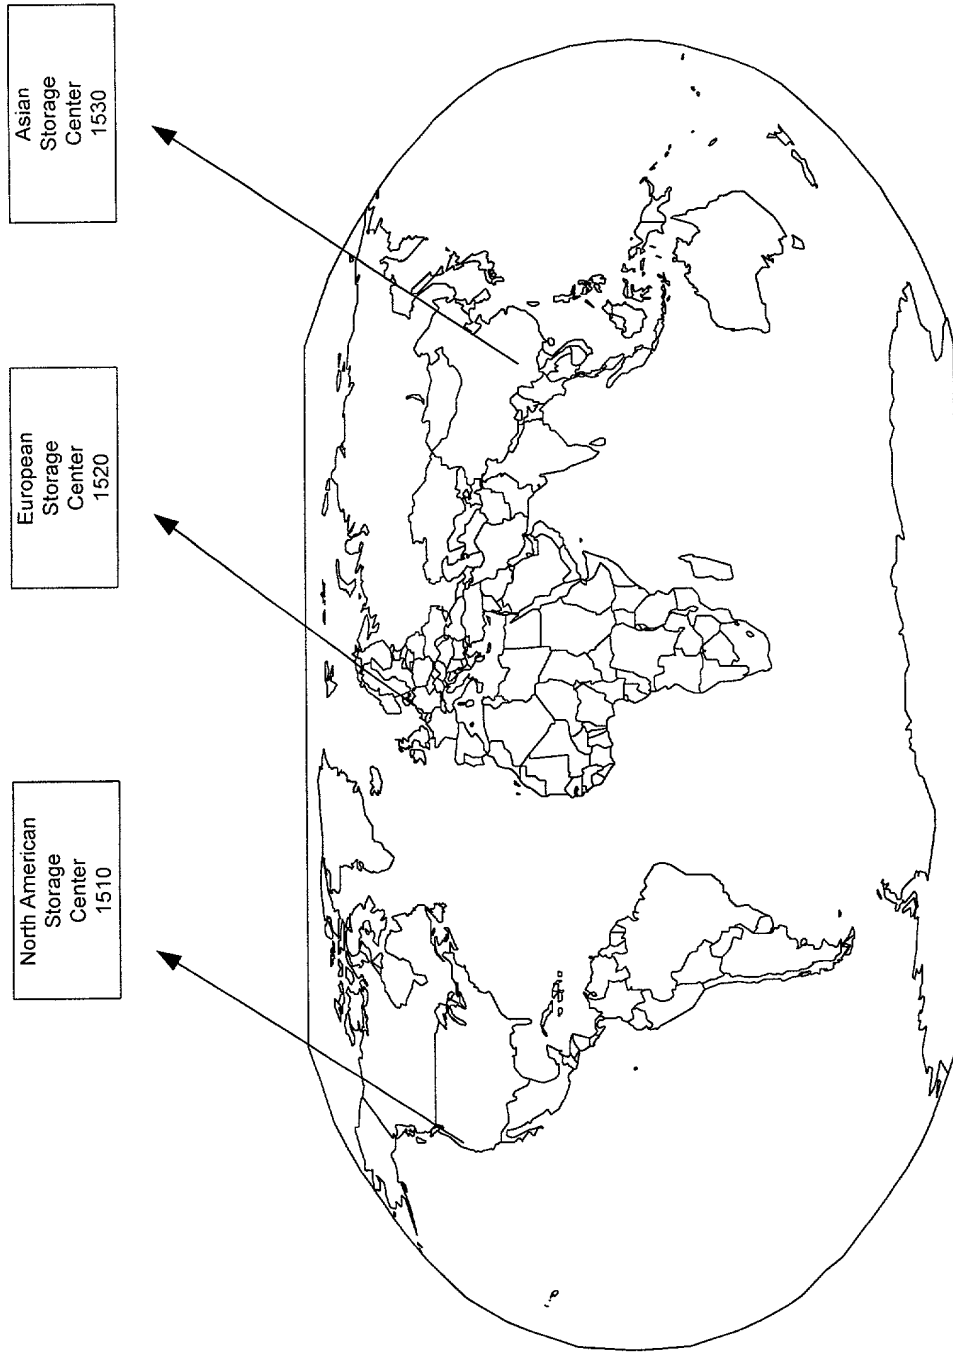 North American
Storage
Center
1510
European
Storage
Center
1520
Asian
Storage
Center
1530